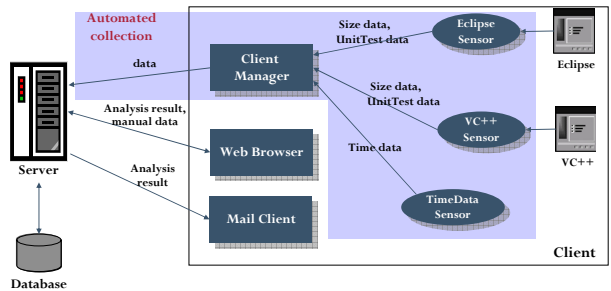 Automated
collection
Size data,
UnitTest data
Eclipse
Sensor
Eclipse
data
Client
Manager
Size data,
UnitTest data
VC++
Sensor
VC++
Analysis result,
manual data
Web Browser
Time data
Server
Analysis
result
Mail Client
TimeData
Sensor
Client
Database